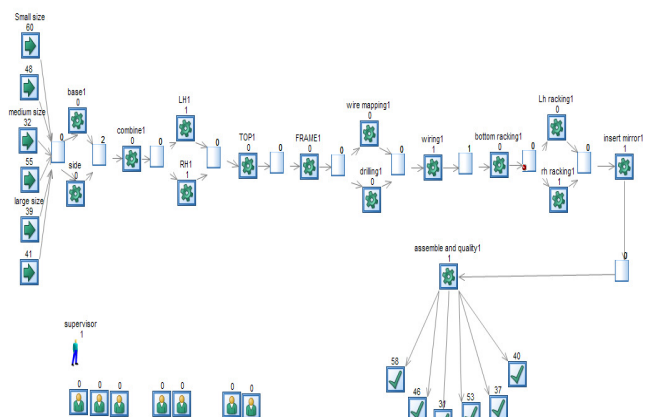 Small size
60
48
medium size
32
55
large size
39
41
0
base1
0
side
0
2
combine1
0
0
LH1
1
RH1
1
0
TOP1
0
0
FRAME1
0
0
wire mapping1
0
drilling1
0
0
wiring1
1
1
bottom racking1
0
0
Lh racking1
0
rh racking1
1
0
insert mirror1
1
0
assemble and quality1
1
58
46
31
53
37
40
supervisor
1
0 0 0 0 0 0 0